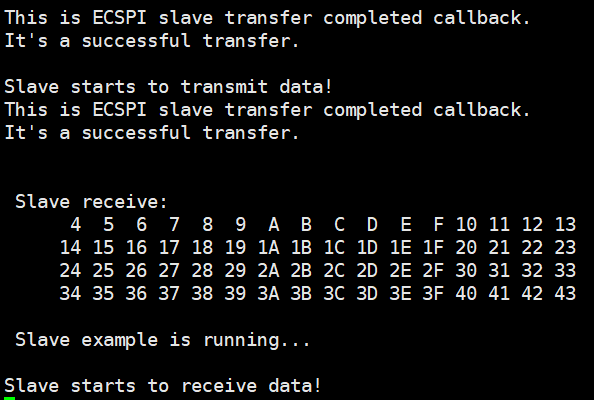 This is ECSPI slave transfer completed callback.
It's a successful transfer.
Slave starts to transmit data!
This is ECSPI slave transfer completed callback.
It's a successful transfer.
Slave receive:
4 5 6 7 8 9 A B C D E F 10 11 12 13
14 15 16 17 18 19 1A 1B 1C 1D 1E 1F 20 21 22 23
24 25 26 27 28 29 2A 2B 2C 2D 2E 2F 30 31 32 33
34 35 36 37 38 39 3A 3B 3C 3D 3E 3F 40 41 42 43
Slave example is running...
Slave starts to receive data!